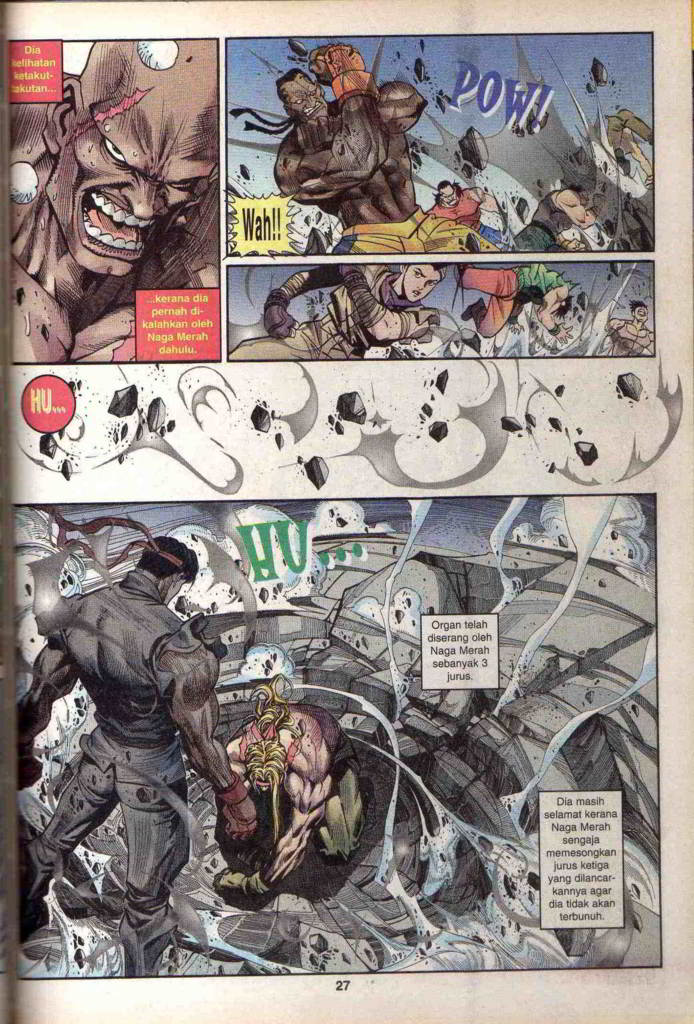 Dia
kelihatan
ketakut-
takutan...
POW!
Wah!!
...kerana dia
pernah di-
kalahkan oleh
Naga Merah
dahulu.
HU...
HU...
Organ telah
diserang oleh
Naga Merah
sebanyak 3
jurus.
Dia masih
selamat kerana
Naga Merah
sengaja
memesongkan
jurus ketiga
yang dilancar-
kannya agar
dia tidak akan
terbunuh.
27